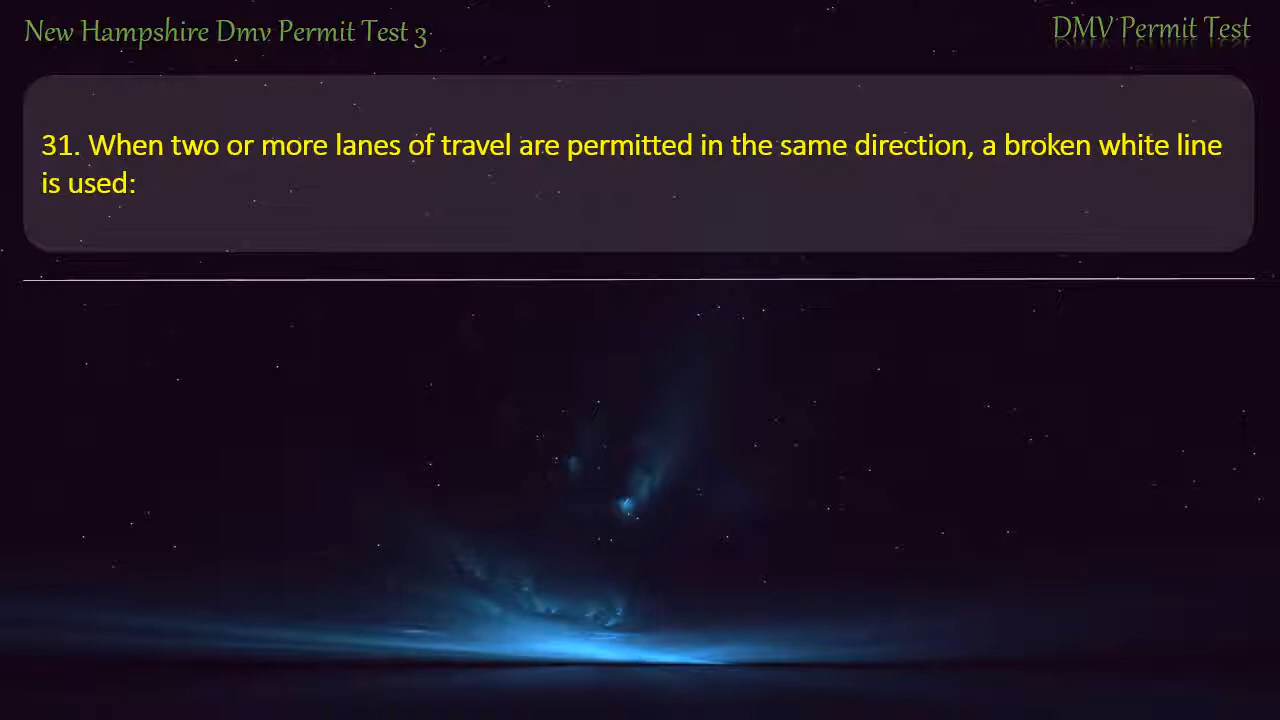 New Hampshire Dmv Permit Test 3
DMV Permit Test
31. When two or more lanes of travel are permitted in the same direction, a broken white line
is used: